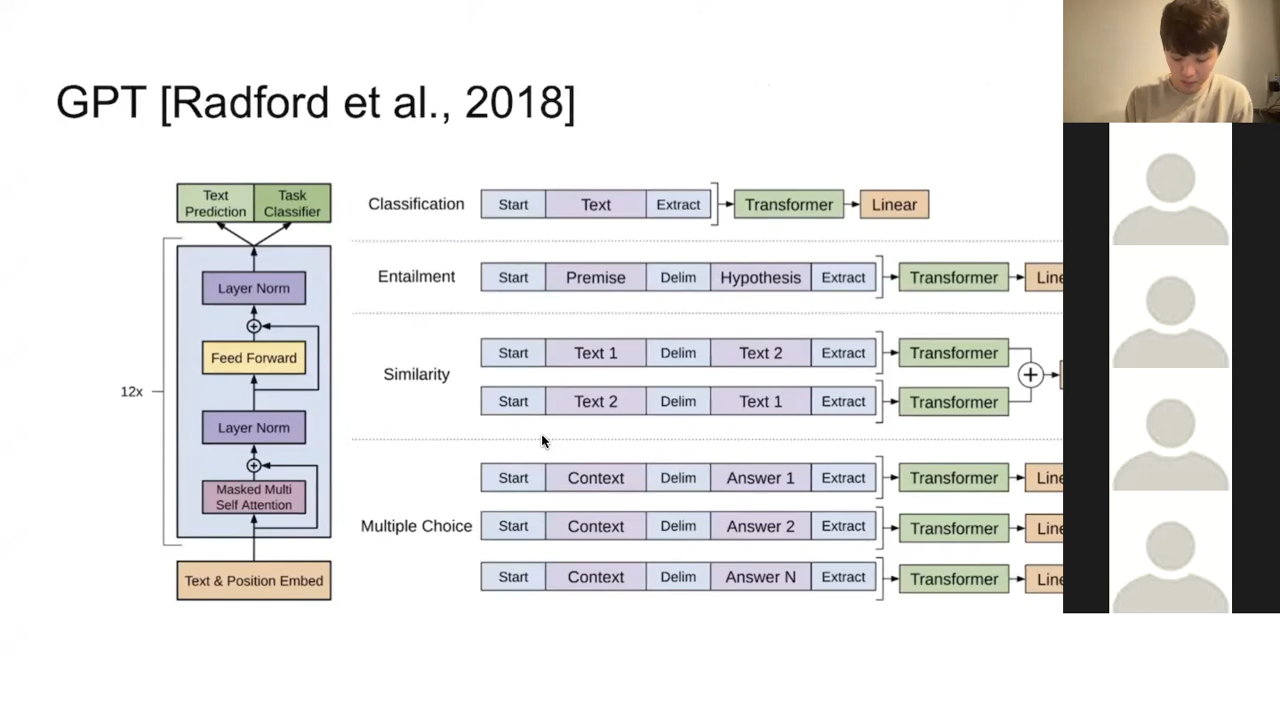 GPT [Radford et al., 2018]
Text Prediction
Task Classifier
Layer Norm
Feed Forward
12x
Layer Norm
Masked Multi
Self Attention
Text & Position Embed
Classification Start Text Extract Transformer Linear
Entailment Start Premise Delim Hypothesis Extract Transformer Line
Start Text 1 Delim Text 2 Extract Transformer
Similarity
Start Text 2 Delim Text 1 Extract Transformer
Start Context Delim Answer 1 Extract Transformer Line
Multiple Choice Start Context Delim Answer 2 Extract Transformer Line
Start Context Delim Answer N Extract Transformer Line